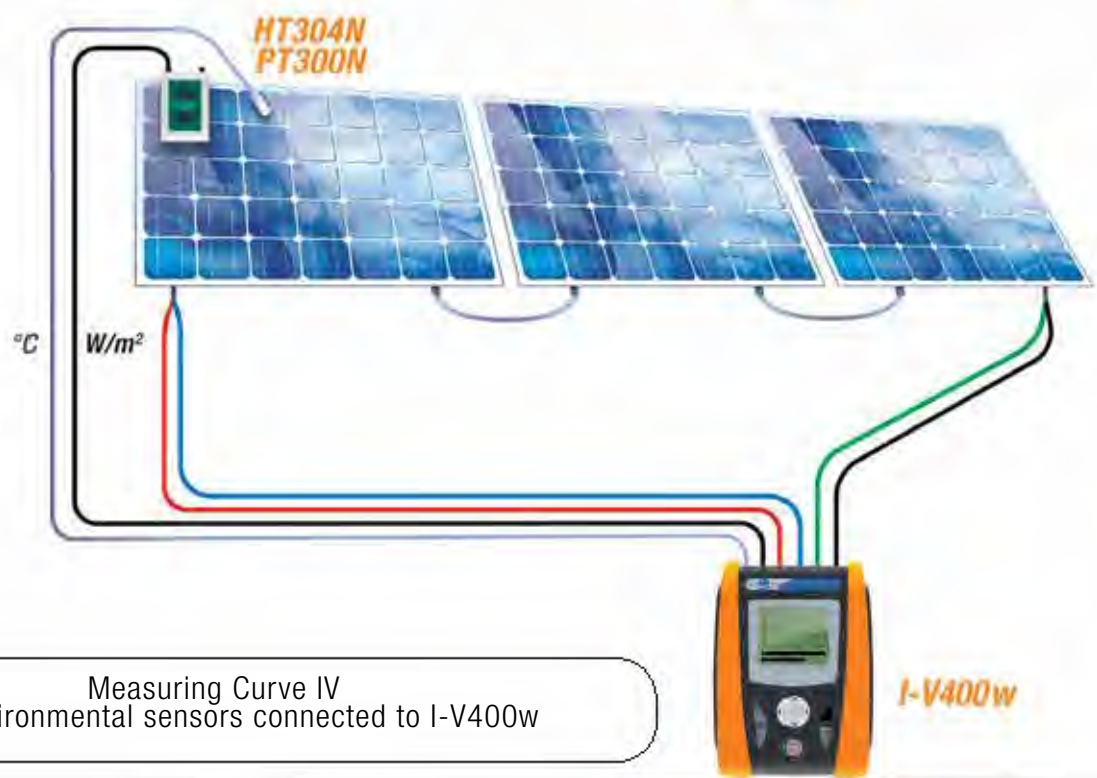 HT304N
PT300N
°C
W/m²
Measuring Curve IV
ironmental sensors connected to I-V400w
I-V400w